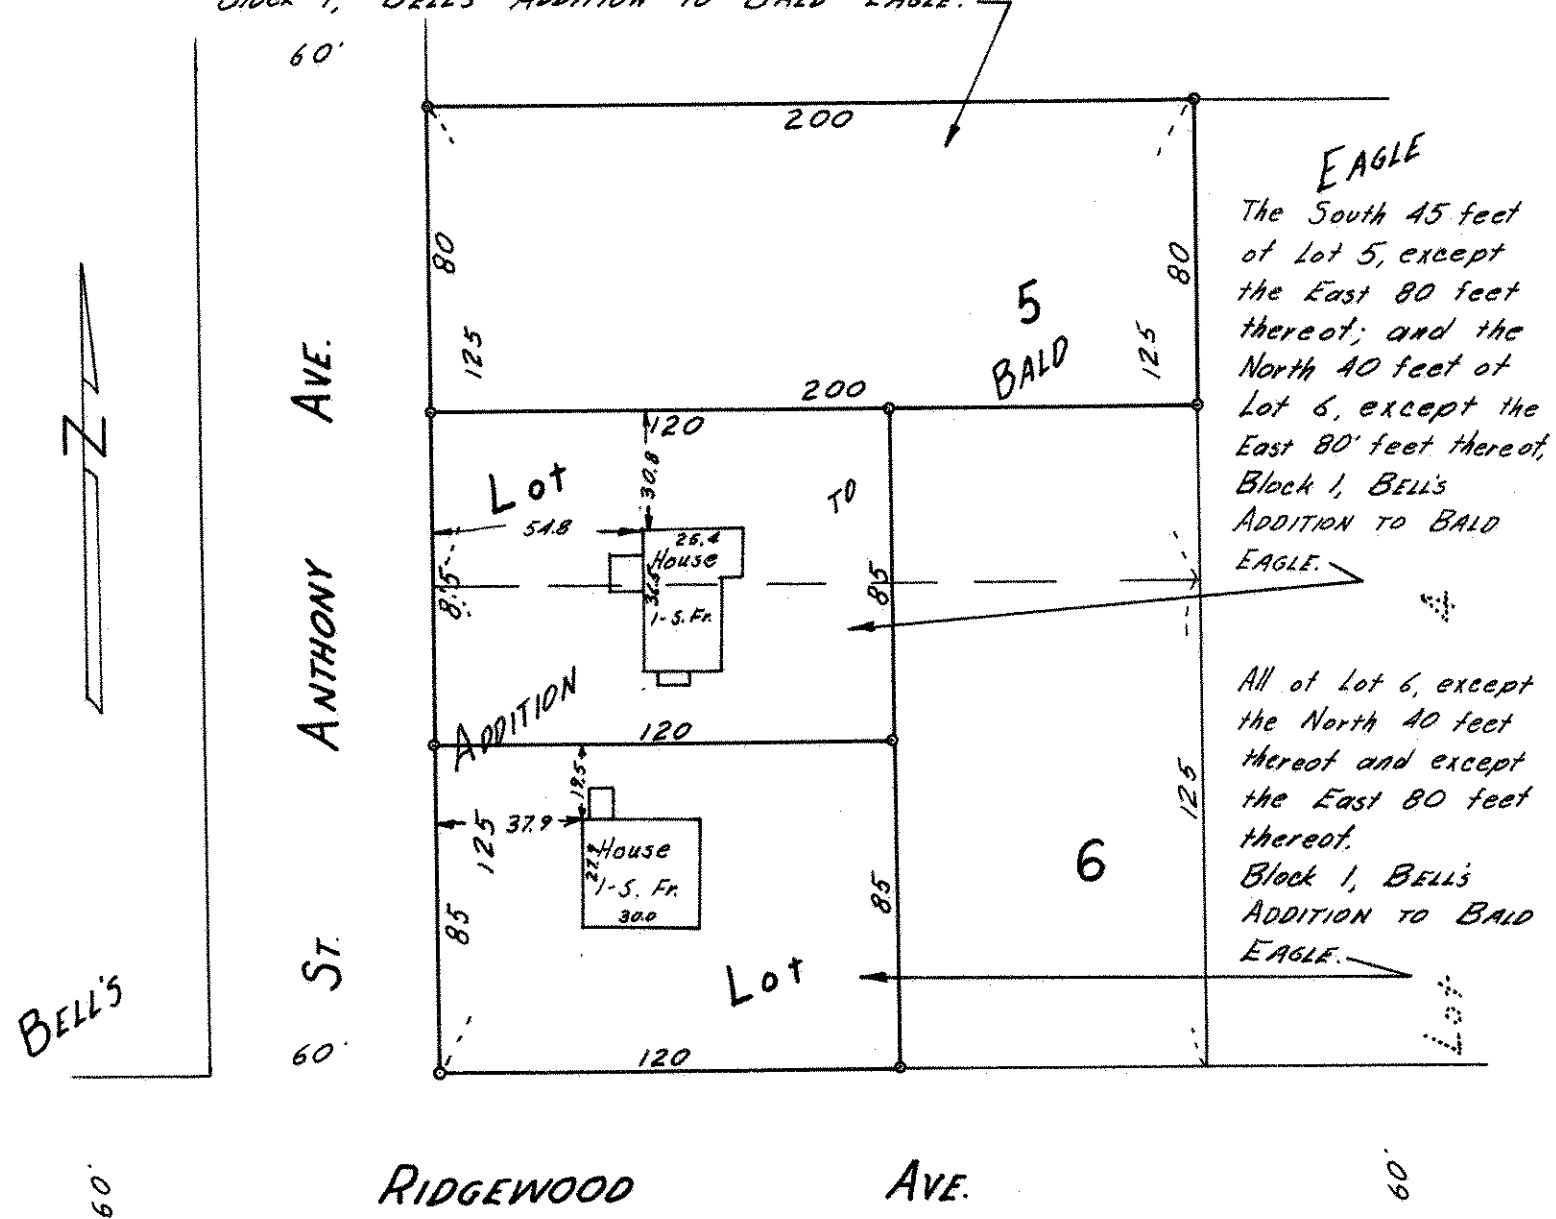 Block 1, BELL'S ADDITION TO BALD EAGLE.
60'
200
EAGLE
The South 45 feet
of Lot 5, except
the East 80 feet
thereof; and the
North 40 feet of
Lot 6, except the
East 80' feet thereof,
Block 1, BELL'S
ADDITION TO BALD
EAGLE.
80
80
125
125
5
BALD
200
120
N
ST. ANTHONY AVE.
Lot
30.8
TO
54.8
26.4
House
36.5
1-S. Fr.
85
85
4
ADDITION
120
All of Lot 6, except
the North 40 feet
thereof and except
the East 80 feet
thereof.
Block 1, BELL'S
ADDITION TO BALD
EAGLE.
19.5
37.9
125
125
House
27.9
1-S. Fr.
30.0
6
85
85
Lot
Lot
BELL'S
60'
120
RIDGEWOOD AVE.
60'
60'